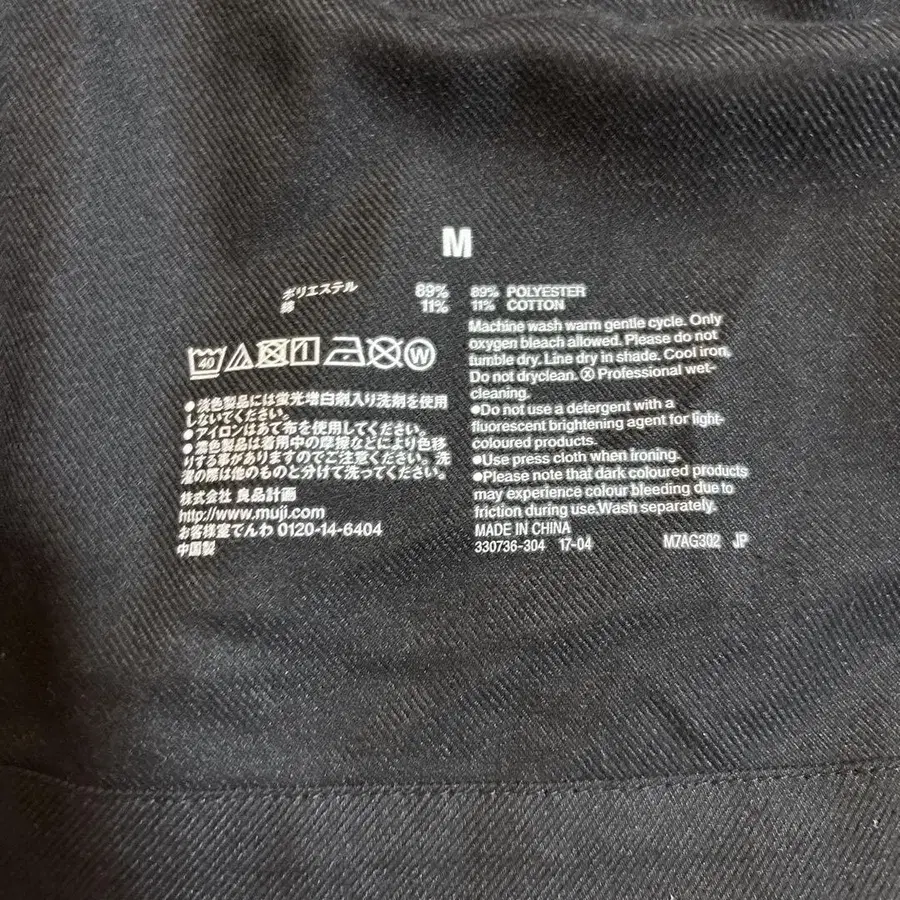 M
ポリエステル 89%
綿 11%
89% POLYESTER
11% COTTON
40 W
●淡色製品には蛍光増白剤入り洗剤を使用
しないでください。
●アイロンはあて布を使用してください。
●濃色製品は着用中の摩擦などにより色移
りする事がありますのでご注意ください。洗
濯の際は他のものと分けて洗ってください。
株式会社 良品計画
http://www.muji.com
お客様室でんわ 0120-14-6404
中国製
Machine wash warm gentle cycle. Only
oxygen bleach allowed. Please do not
tumble dry. Line dry in shade. Cool iron.
Do not dryclean. Ⓧ Professional wet-
cleaning.
●Do not use a detergent with a
fluorescent brightening agent for light-
coloured products.
●Use press cloth when ironing.
●Please note that dark coloured products
may experience colour bleeding due to
friction during use.Wash separately.
MADE IN CHINA
330736-304 17-04 M7AG302 JP